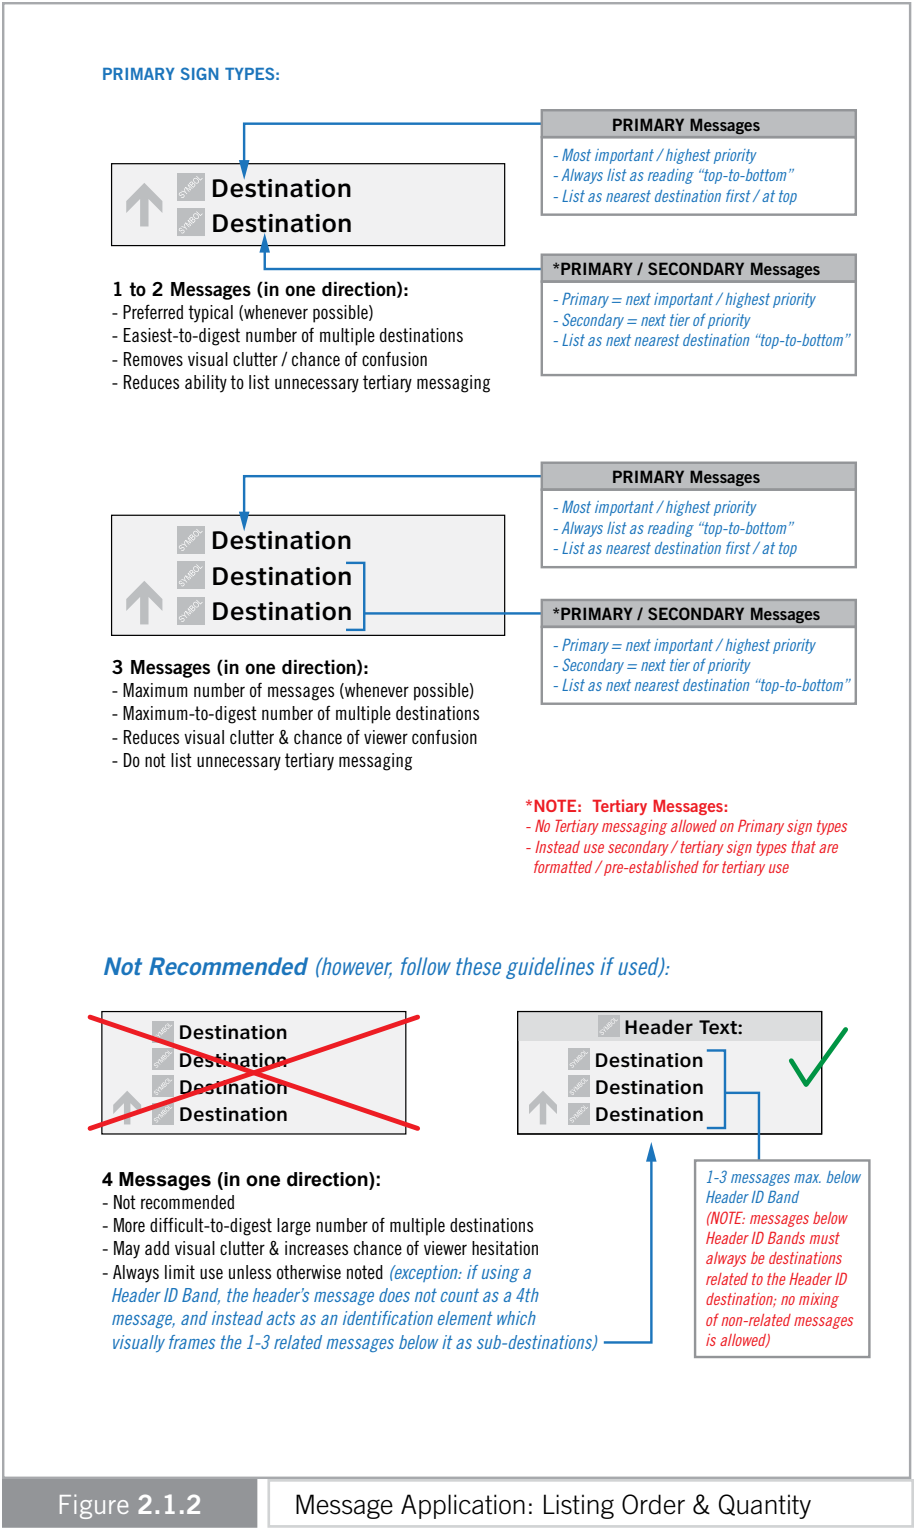 PRIMARY SIGN TYPES:
PRIMARY Messages
- Most important / highest priority
- Always list as reading “top-to-bottom”
- List as nearest destination first / at top
SYMBOL Destination
SYMBOL Destination
*PRIMARY / SECONDARY Messages
- Primary = next important / highest priority
- Secondary = next tier of priority
- List as next nearest destination “top-to-bottom”
1 to 2 Messages (in one direction):
- Preferred typical (whenever possible)
- Easiest-to-digest number of multiple destinations
- Removes visual clutter / chance of confusion
- Reduces ability to list unnecessary tertiary messaging
PRIMARY Messages
- Most important / highest priority
- Always list as reading “top-to-bottom”
- List as nearest destination first / at top
SYMBOL Destination
SYMBOL Destination
SYMBOL Destination
*PRIMARY / SECONDARY Messages
- Primary = next important / highest priority
- Secondary = next tier of priority
- List as next nearest destination “top-to-bottom”
3 Messages (in one direction):
- Maximum number of messages (whenever possible)
- Maximum-to-digest number of multiple destinations
- Reduces visual clutter & chance of viewer confusion
- Do not list unnecessary tertiary messaging
*NOTE: Tertiary Messages:
- No Tertiary messaging allowed on Primary sign types
- Instead use secondary / tertiary sign types that are
formatted / pre-established for tertiary use
Not Recommended (however, follow these guidelines if used):
SYMBOL Destination
SYMBOL Destination
SYMBOL Destination
SYMBOL Destination
SYMBOL Header Text:
SYMBOL Destination
SYMBOL Destination
SYMBOL Destination
4 Messages (in one direction):
- Not recommended
- More difficult-to-digest large number of multiple destinations
- May add visual clutter & increases chance of viewer hesitation
- Always limit use unless otherwise noted (exception: if using a
Header ID Band, the header’s message does not count as a 4th
message, and instead acts as an identification element which
visually frames the 1-3 related messages below it as sub-destinations)
1-3 messages max. below
Header ID Band
(NOTE: messages below
Header ID Bands must
always be destinations
related to the Header ID
destination; no mixing
of non-related messages
is allowed)
Figure 2.1.2
Message Application: Listing Order & Quantity